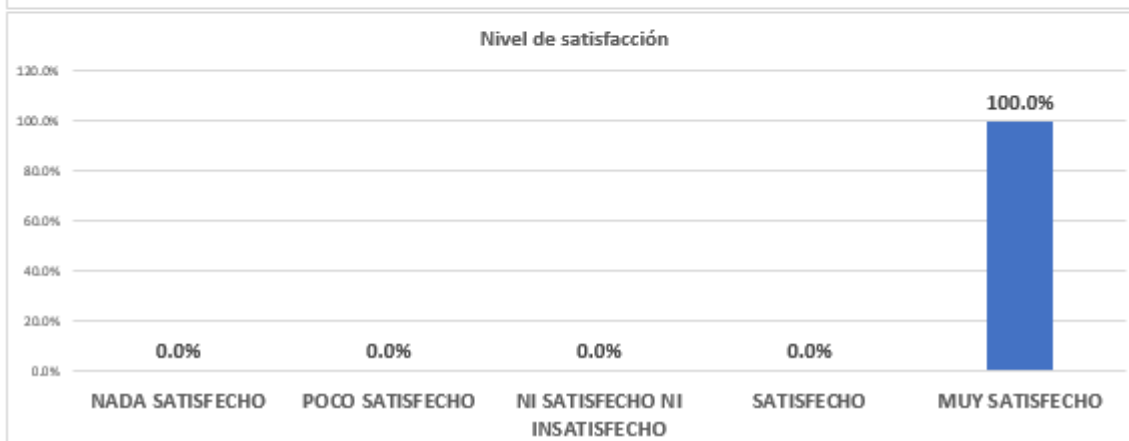 Nivel de satisfacción
120.0%
100.0%
100.0%
80.0%
60.0%
40.0%
20.0%
0.0%
0.0% 0.0% 0.0% 0.0%
NADA SATISFECHO POCO SATISFECHO NI SATISFECHO NI SATISFECHO MUY SATISFECHO
INSATISFECHO